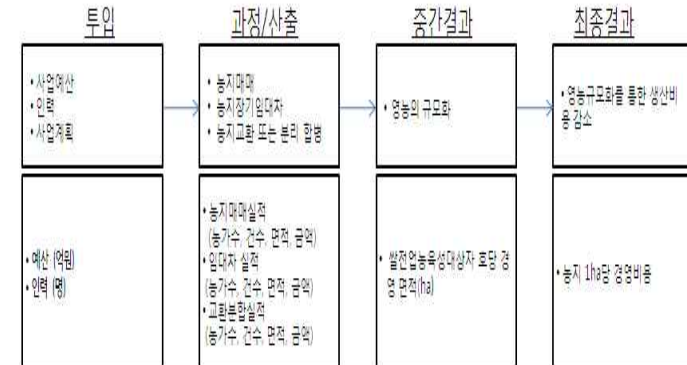 투입
과정/산출
중간결과
최종결과
• 사업예산
• 인력
• 사업계획
• 농지매매
• 농지장기임대차
• 농지교환 또는 분리 합병
• 영농의 규모화
• 영농규모화를 통한 생산비
용 감소
• 예산 (억원)
• 인력 (명)
• 농지매매실적
(농가수, 건수, 면적, 금액)
• 임대차 실적
(농가수, 건수, 면적, 금액)
• 교환분합실적
(농가수, 건수, 면적, 금액)
• 쌀전업농육성대상자 호당 경
영 면적(ha)
• 농지 1ha당 경영비용